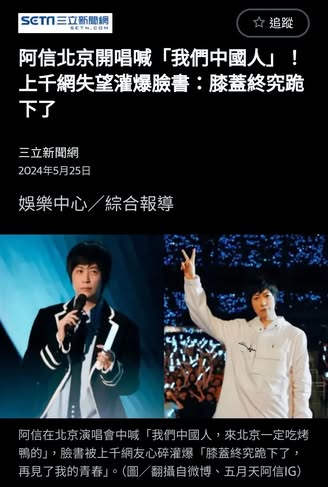 SETN 三立新聞網
SETN.COM
☆ 追蹤
阿信北京開唱喊「我們中國人」！
上千網失望灌爆臉書：膝蓋終究跪
下了
三立新聞網
2024年5月25日
娛樂中心／綜合報導
阿信在北京演唱會中喊「我們中國人，來北京一定吃烤
鴨的」，臉書被上千網友心碎灌爆「膝蓋終究跪下了，
再見了我的青春」。（圖／翻攝自微博、五月天阿信IG）